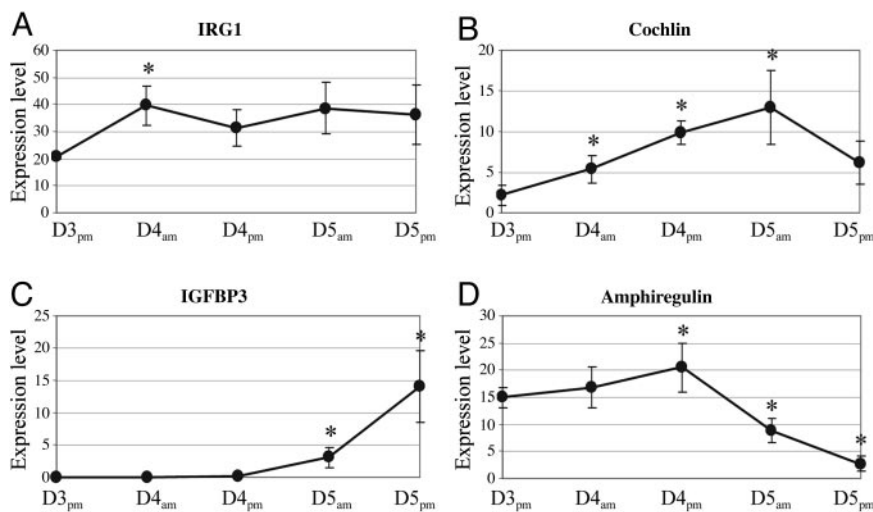 A
IRG1
Expression level
60
50
40
30
20
10
0
*
D3pm D4am D4pm D5am D5pm
B
Cochlin
Expression level
20
15
10
5
0
* * *
D3pm D4am D4pm D5am D5pm
C
IGFBP3
Expression level
25
20
15
10
5
0
* *
D3pm D4am D4pm D5am D5pm
D
Amphiregulin
Expression level
30
25
20
15
10
5
0
* * *
D3pm D4am D4pm D5am D5pm